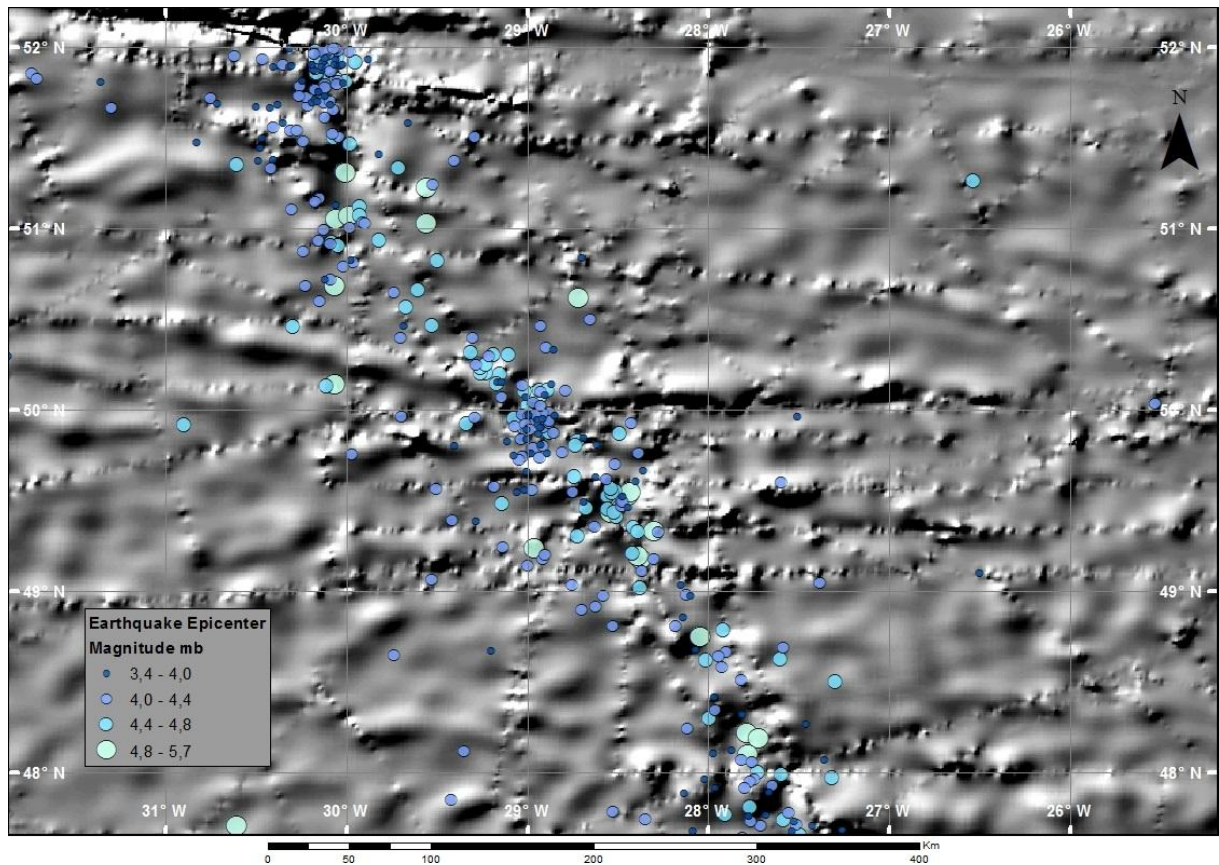 30° W 29° W 28° W 27° W 26° W
52° N 52° N
N
51° N 51° N
50° N 50° N
49° N 49° N
Earthquake Epicenter
Magnitude mb
3,4 - 4,0
4,0 - 4,4
4,4 - 4,8
4,8 - 5,7
48° N 48° N
31° W 30° W 29° W 28° W 27° W 26° W
Km
0 50 100 200 300 400